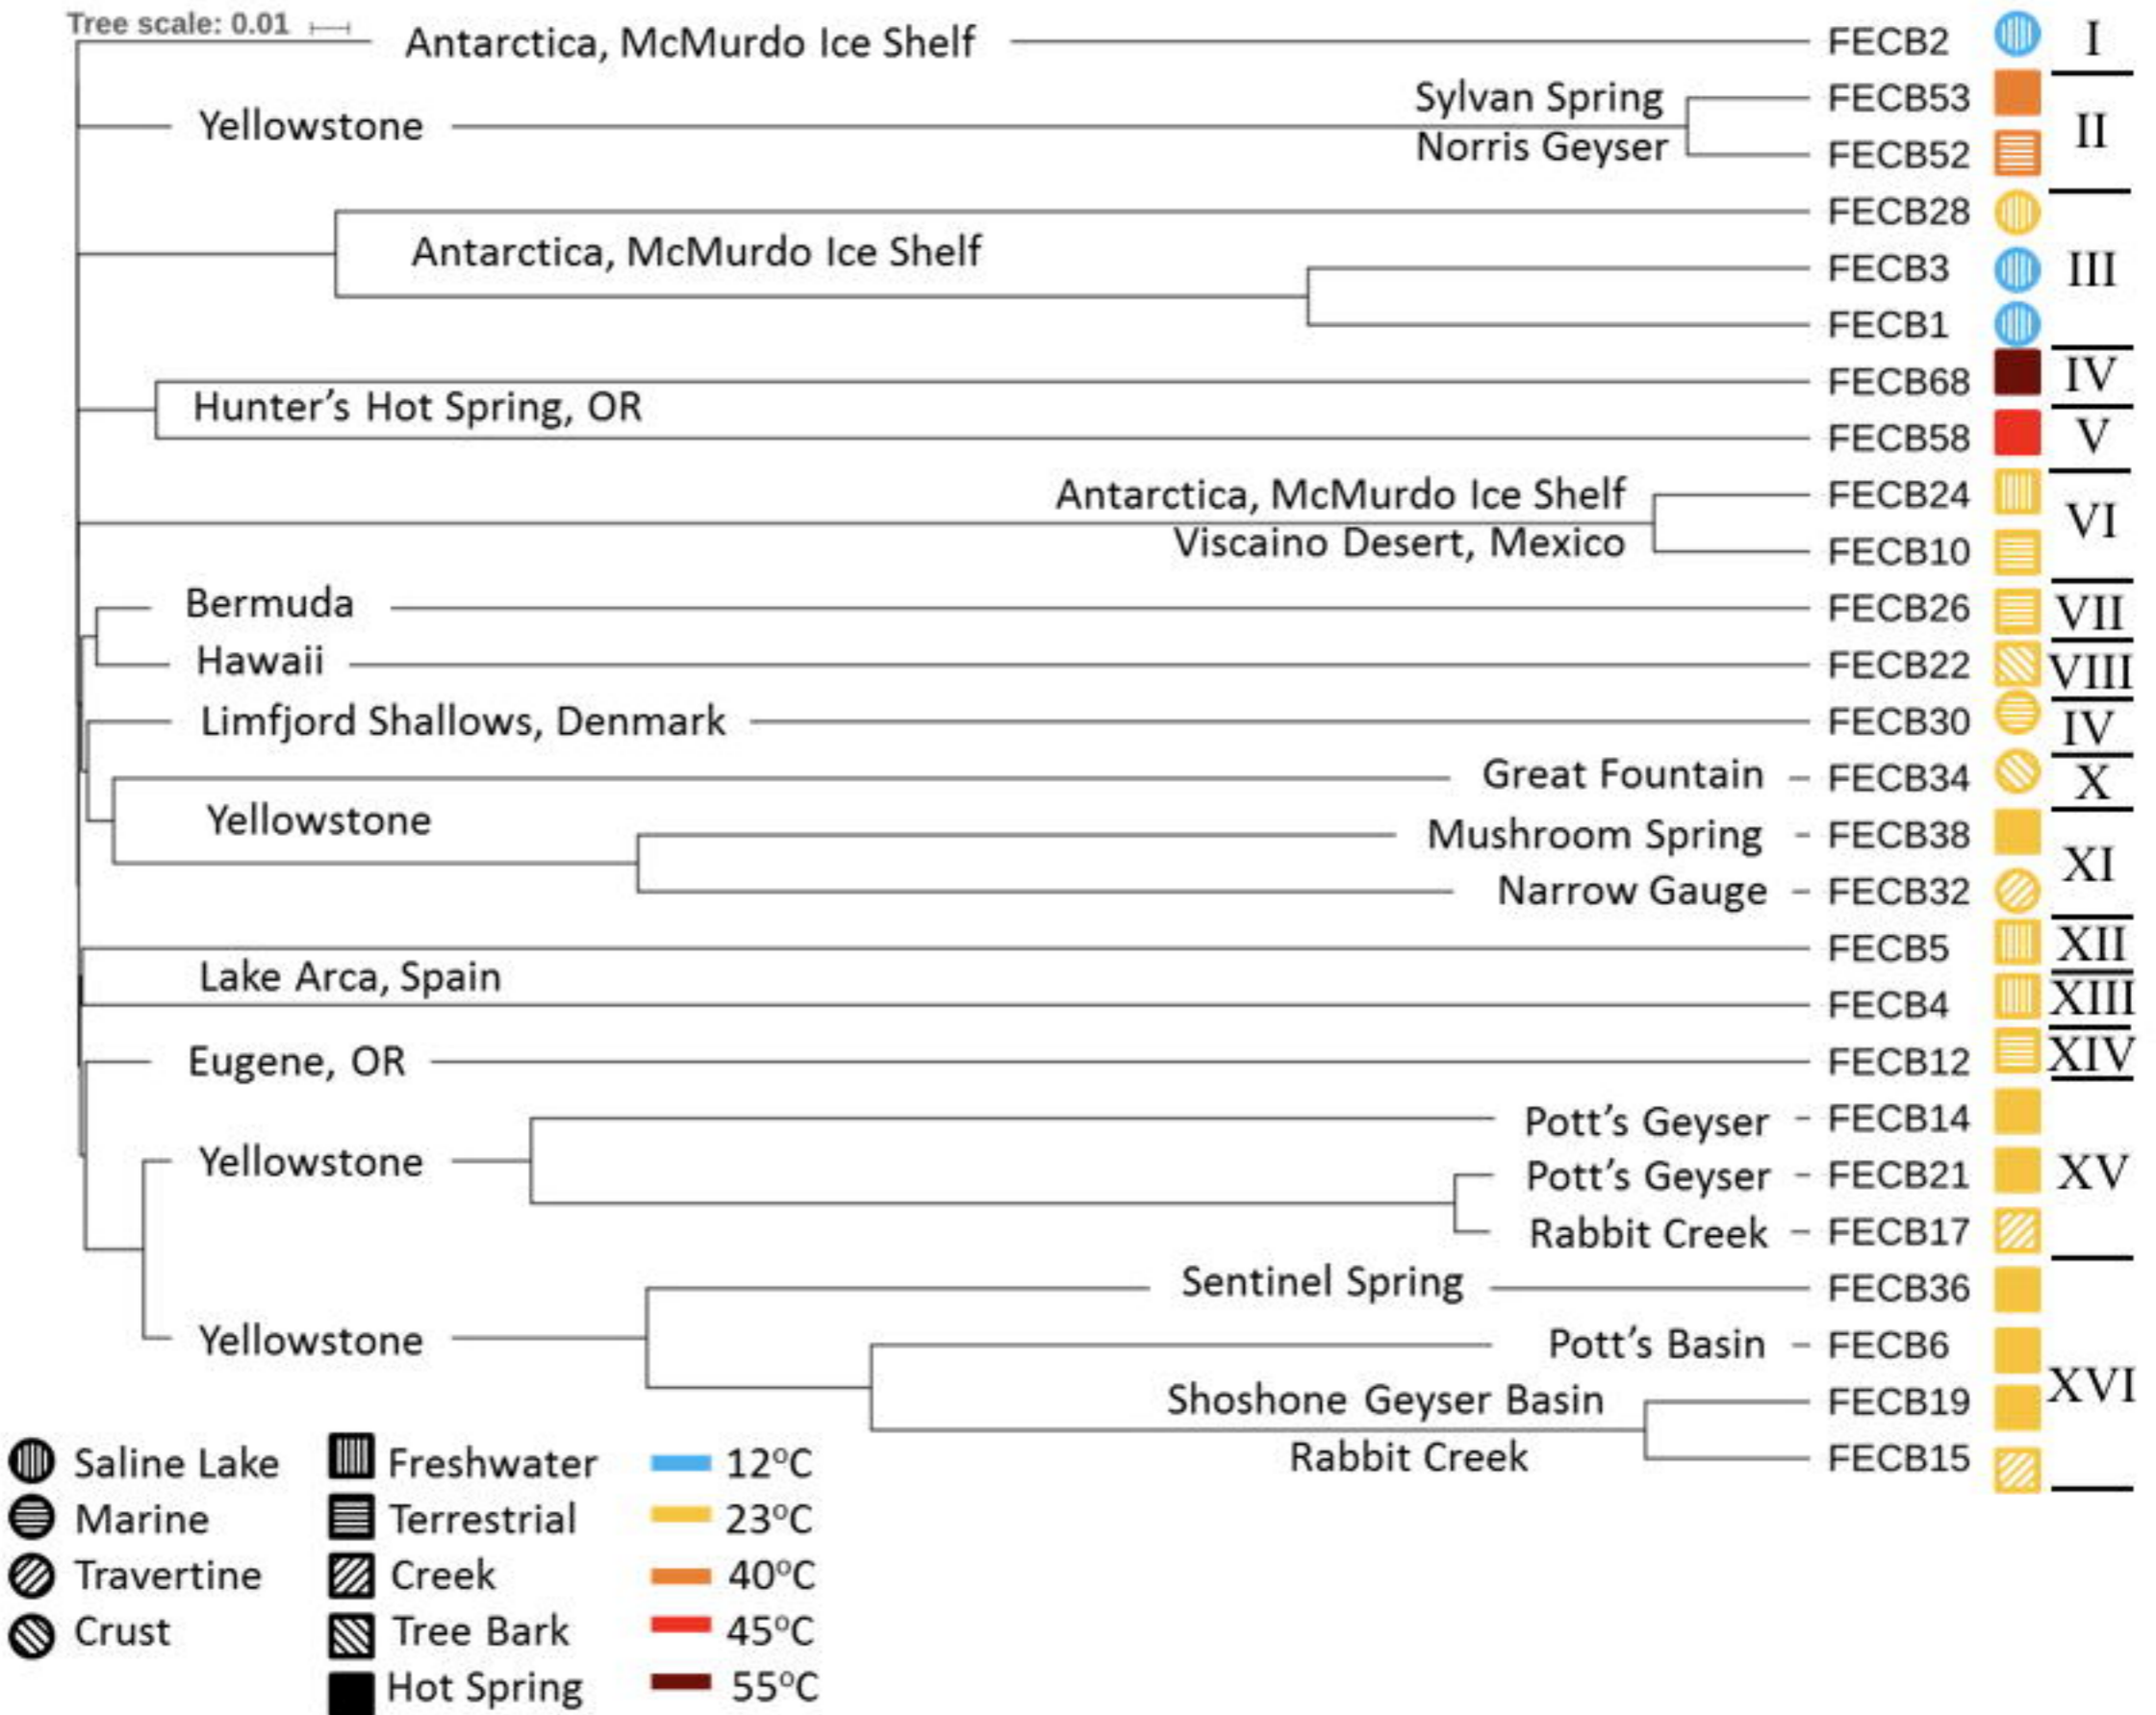 Tree scale: 0.01
Antarctica, McMurdo Ice Shelf FECB2 I
Sylvan Spring FECB53
Yellowstone II
Norris Geyser FECB52
FECB28
Antarctica, McMurdo Ice Shelf FECB3 III
FECB1
FECB68 IV
Hunter's Hot Spring, OR
FECB58 V
Antarctica, McMurdo Ice Shelf FECB24
VI
Viscaino Desert, Mexico FECB10
Bermuda FECB26 VII
Hawaii FECB22 VIII
Limfjord Shallows, Denmark FECB30 IV
Great Fountain FECB34 X
Yellowstone Mushroom Spring FECB38
XI
Narrow Gauge FECB32
FECB5 XII
Lake Arca, Spain
FECB4 XIII
Eugene, OR FECB12 XIV
Pott's Geyser FECB14
Yellowstone Pott's Geyser FECB21 XV
Rabbit Creek FECB17
Sentinel Spring FECB36
Yellowstone Pott's Basin FECB6
XVI
Shoshone Geyser Basin FECB19
Rabbit Creek FECB15
Saline Lake Freshwater 12°C
Marine Terrestrial 23°C
Travertine Creek 40°C
Crust Tree Bark 45°C
Hot Spring 55°C